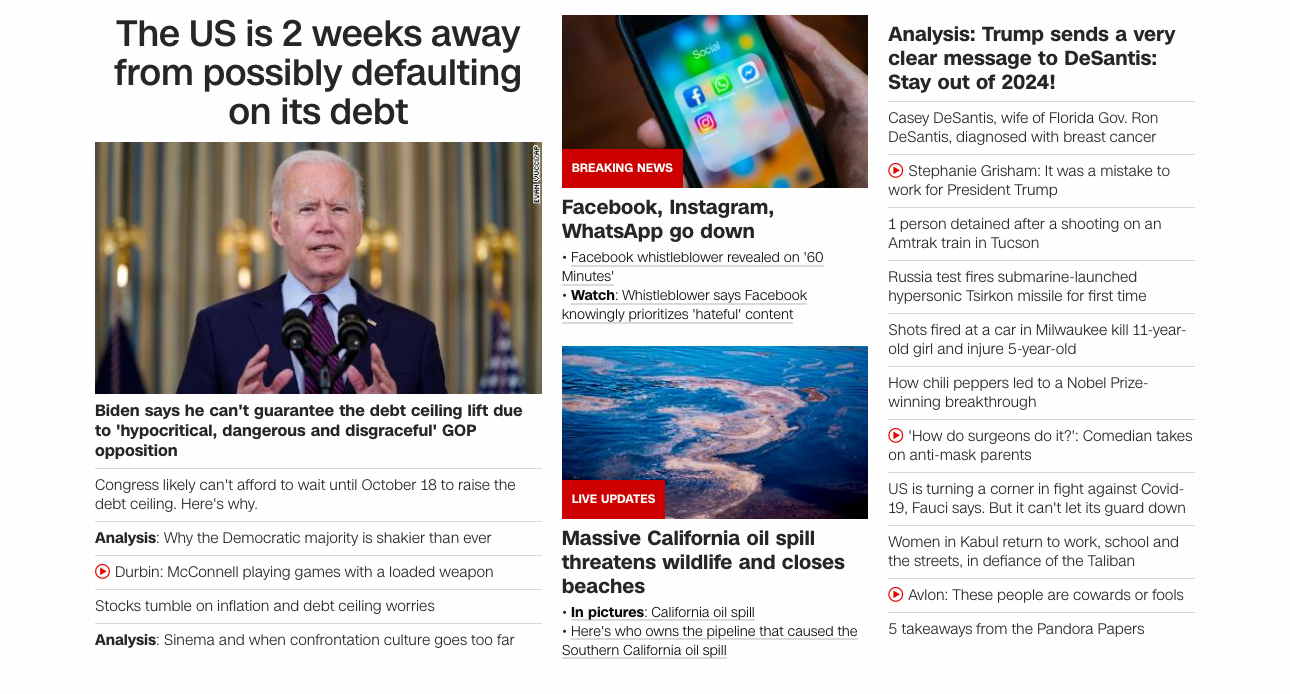 The US is 2 weeks away
from possibly defaulting
on its debt
EVAN VUCCI/AP
Biden says he can't guarantee the debt ceiling lift due
to 'hypocritical, dangerous and disgraceful' GOP
opposition
Congress likely can't afford to wait until October 18 to raise the
debt ceiling. Here's why.
Analysis: Why the Democratic majority is shakier than ever
Durbin: McConnell playing games with a loaded weapon
Stocks tumble on inflation and debt ceiling worries
Analysis: Sinema and when confrontation culture goes too far
Social
BREAKING NEWS
Facebook, Instagram,
WhatsApp go down
• Facebook whistleblower revealed on '60
Minutes'
• Watch: Whistleblower says Facebook
knowingly prioritizes 'hateful' content
LIVE UPDATES
Massive California oil spill
threatens wildlife and closes
beaches
• In pictures: California oil spill
• Here's who owns the pipeline that caused the
Southern California oil spill
Analysis: Trump sends a very
clear message to DeSantis:
Stay out of 2024!
Casey DeSantis, wife of Florida Gov. Ron
DeSantis, diagnosed with breast cancer
Stephanie Grisham: It was a mistake to
work for President Trump
1 person detained after a shooting on an
Amtrak train in Tucson
Russia test fires submarine-launched
hypersonic Tsirkon missile for first time
Shots fired at a car in Milwaukee kill 11-year-
old girl and injure 5-year-old
How chili peppers led to a Nobel Prize-
winning breakthrough
'How do surgeons do it?': Comedian takes
on anti-mask parents
US is turning a corner in fight against Covid-
19, Fauci says. But it can't let its guard down
Women in Kabul return to work, school and
the streets, in defiance of the Taliban
Avlon: These people are cowards or fools
5 takeaways from the Pandora Papers